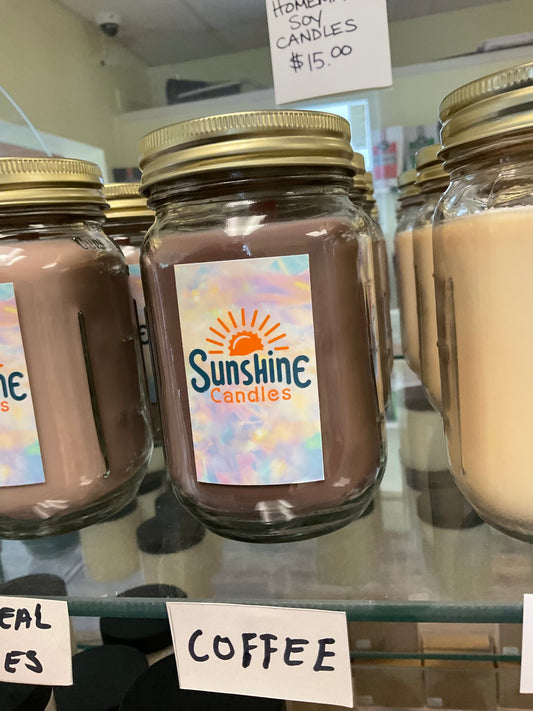 SOY
CANDLES
$15.00
Sunshine
Candles
COFFEE